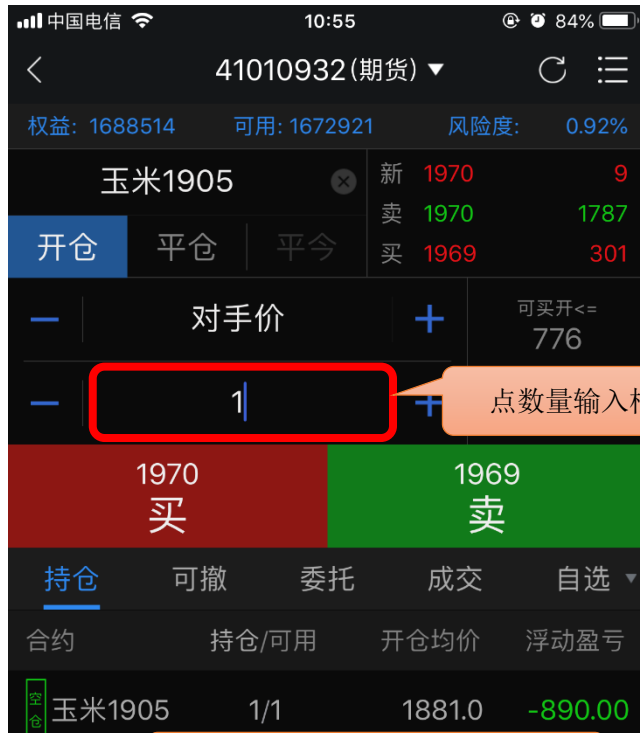 中国电信 10:55 84%
41010932(期货) ▼
权益: 1688514 可用: 1672921 风险度: 0.92%
玉米1905
新 1970 9
卖 1970 1787
买 1969 301
开仓 平仓 平今
− 对手价 +
可买开<=
776
− 1 +
点数量输入
1970
买
1969
卖
持仓 可撤 委托 成交 自选 ▼
合约 持仓/可用 开仓均价 浮动盈亏
空仓 玉米1905 1/1 1881.0 -890.00